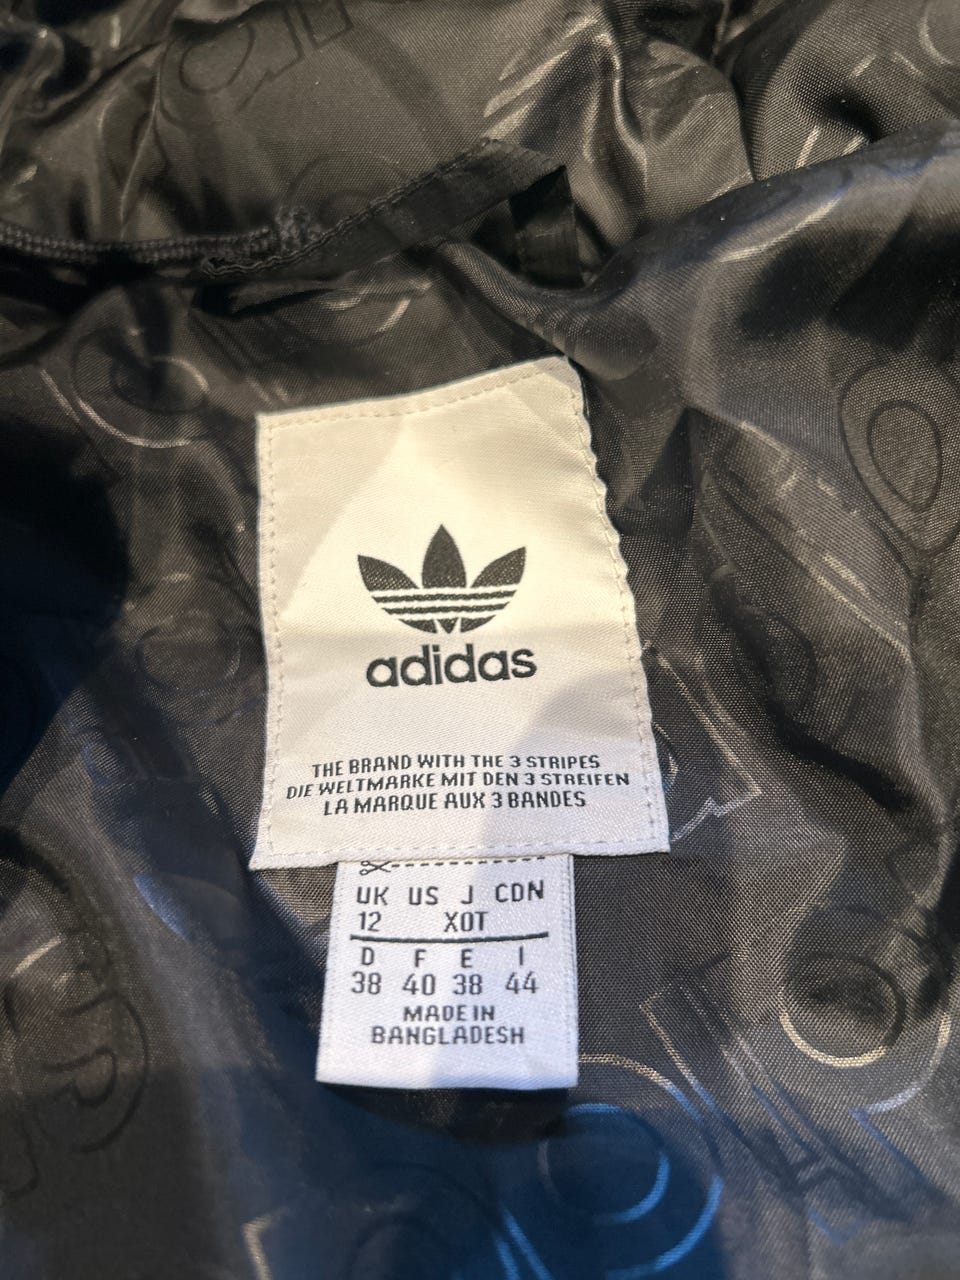 adidas
THE BRAND WITH THE 3 STRIPES
DIE WELTMARKE MIT DEN 3 STREIFEN
LA MARQUE AUX 3 BANDES
UK US J CDN
12 XOT
D F E I
38 40 38 44
MADE IN
BANGLADESH